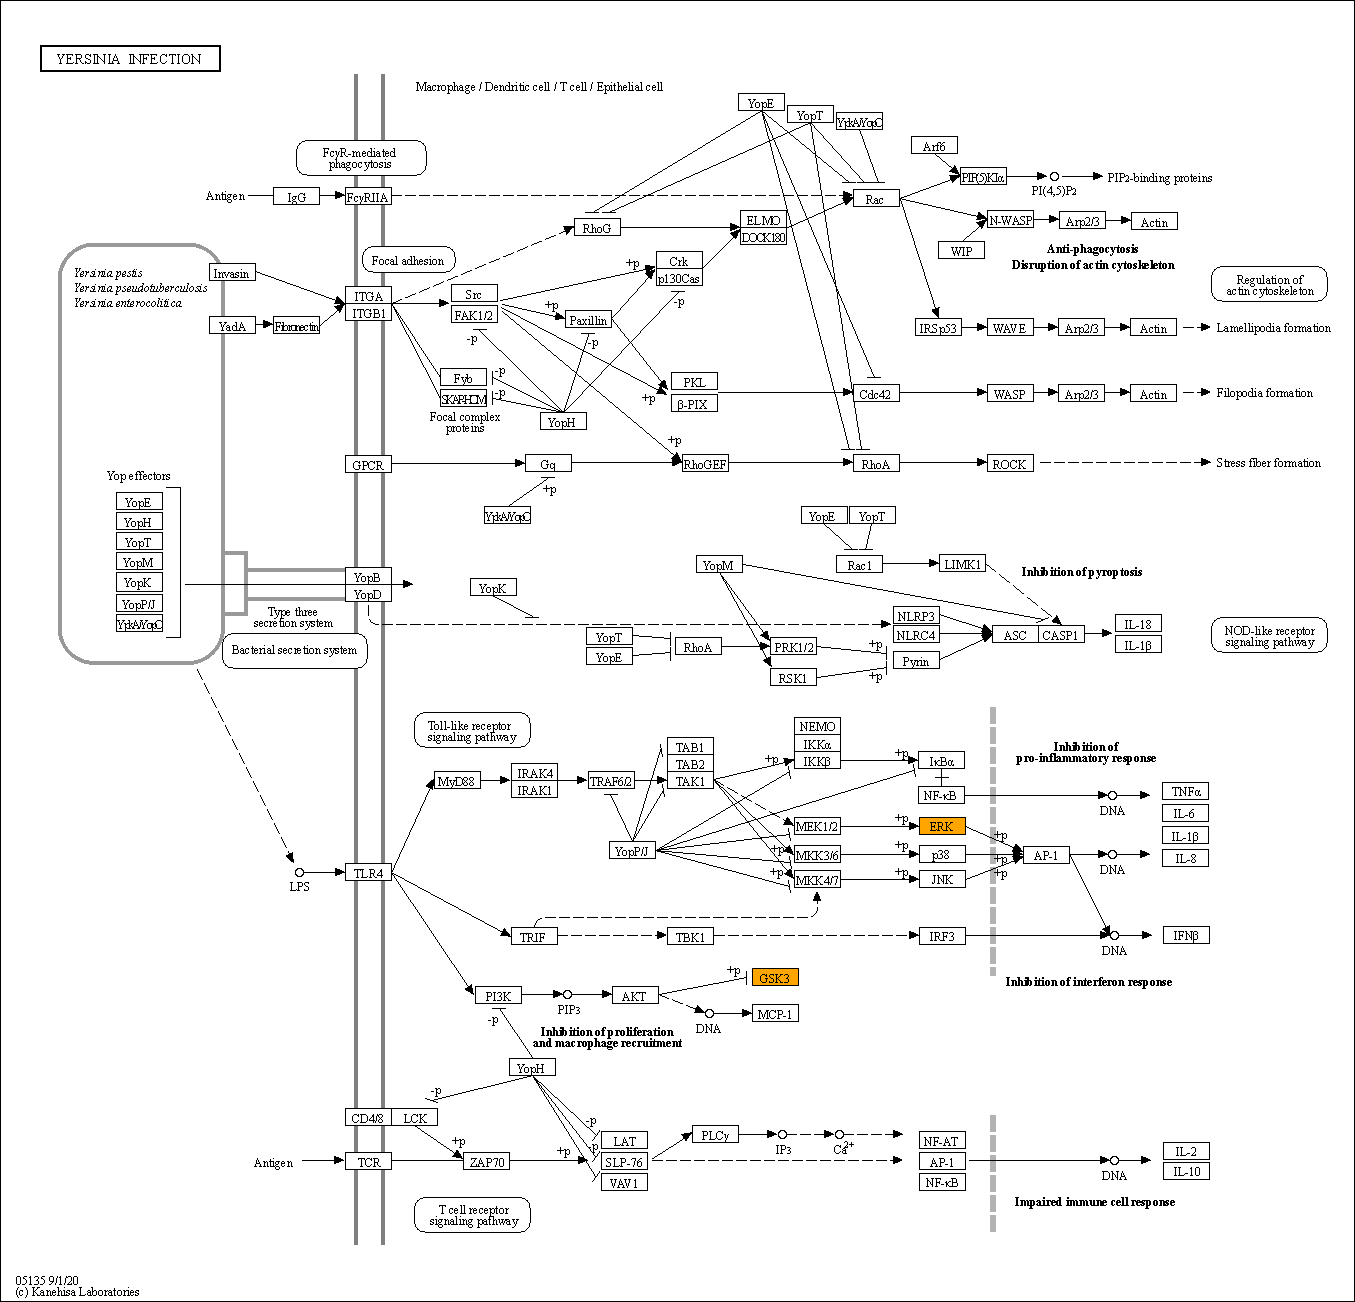 YERSINIA INFECTION
Macrophage / Dendritic cell / T cell / Epithelial cell
YopE
YopT
YpkA/YopO
FcγR-mediated
phagocytosis
Arf6
Antigen
IgG
FcγRIIA
Rac
PIP(5)KIα
PI(4,5)P2
PIP2-binding proteins
RhoG
ELMO
DOCK180
N-WASP
Arp2/3
Actin
WIP
Anti-phagocytosis
Disruption of actin cytoskeleton
Focal adhesion
Yersinia pestis
Yersinia pseudotuberculosis
Yersinia enterocolitica
Invasin
YadA
Fibronectin
ITGA
ITGB1
Src
FAK1/2
+p
Crk
p130Cas
-p
+p
Paxillin
-p
-p
Regulation of
actin cytoskeleton
IRSp53
WAVE
Arp2/3
Actin
Lamellipodia formation
Fyb
SKAP-HOM
-p
-p
Focal complex
proteins
YopH
PKL
β-PIX
+p
Cdc42
WASP
Arp2/3
Actin
Filopodia formation
GPCR
Gq
+p
+p
RhoGEF
RhoA
ROCK
Stress fiber formation
YpkA/YopO
Yop effectors
YopE
YopH
YopT
YopM
YopK
YopP/J
YpkA/YopO
YopB
YopD
Type three
secretion system
Bacterial secretion system
YopE
YopT
Rac1
LIMK1
Inhibition of pyroptosis
YopM
YopK
YopT
YopE
RhoA
PRK1/2
RSK1
+p
+p
NLRP3
NLRC4
Pyrin
ASC
CASP1
IL-18
IL-1β
NOD-like receptor
signaling pathway
Toll-like receptor
signaling pathway
MyD88
IRAK4
IRAK1
TRAF6/2
TAB1
TAB2
TAK1
NEMO
IKKα
IKKβ
+p
+p
IκBα
NF-κB
Inhibition of
pro-inflammatory response
DNA
TNFα
IL-6
IL-1β
IL-8
YopP/J
MEK1/2
+p
ERK
+p
MKK3/6
+p
+p
p38
+p
MKK4/7
+p
+p
JNK
+p
AP-1
DNA
LPS
TLR4
TRIF
TBK1
IRF3
DNA
IFNβ
Inhibition of interferon response
PI3K
-p
PIP3
AKT
+p
GSK3
DNA
MCP-1
Inhibition of proliferation
and macrophage recruitment
YopH
-p
CD4/8
LCK
+p
Antigen
TCR
ZAP70
+p
-p
-p
LAT
SLP-76
VAV1
PLCγ
IP3
Ca2+
NF-AT
AP-1
NF-κB
DNA
IL-2
IL-10
Impaired immune cell response
T cell receptor
signaling pathway
05135 9/1/20
(c) Kanehisa Laboratories